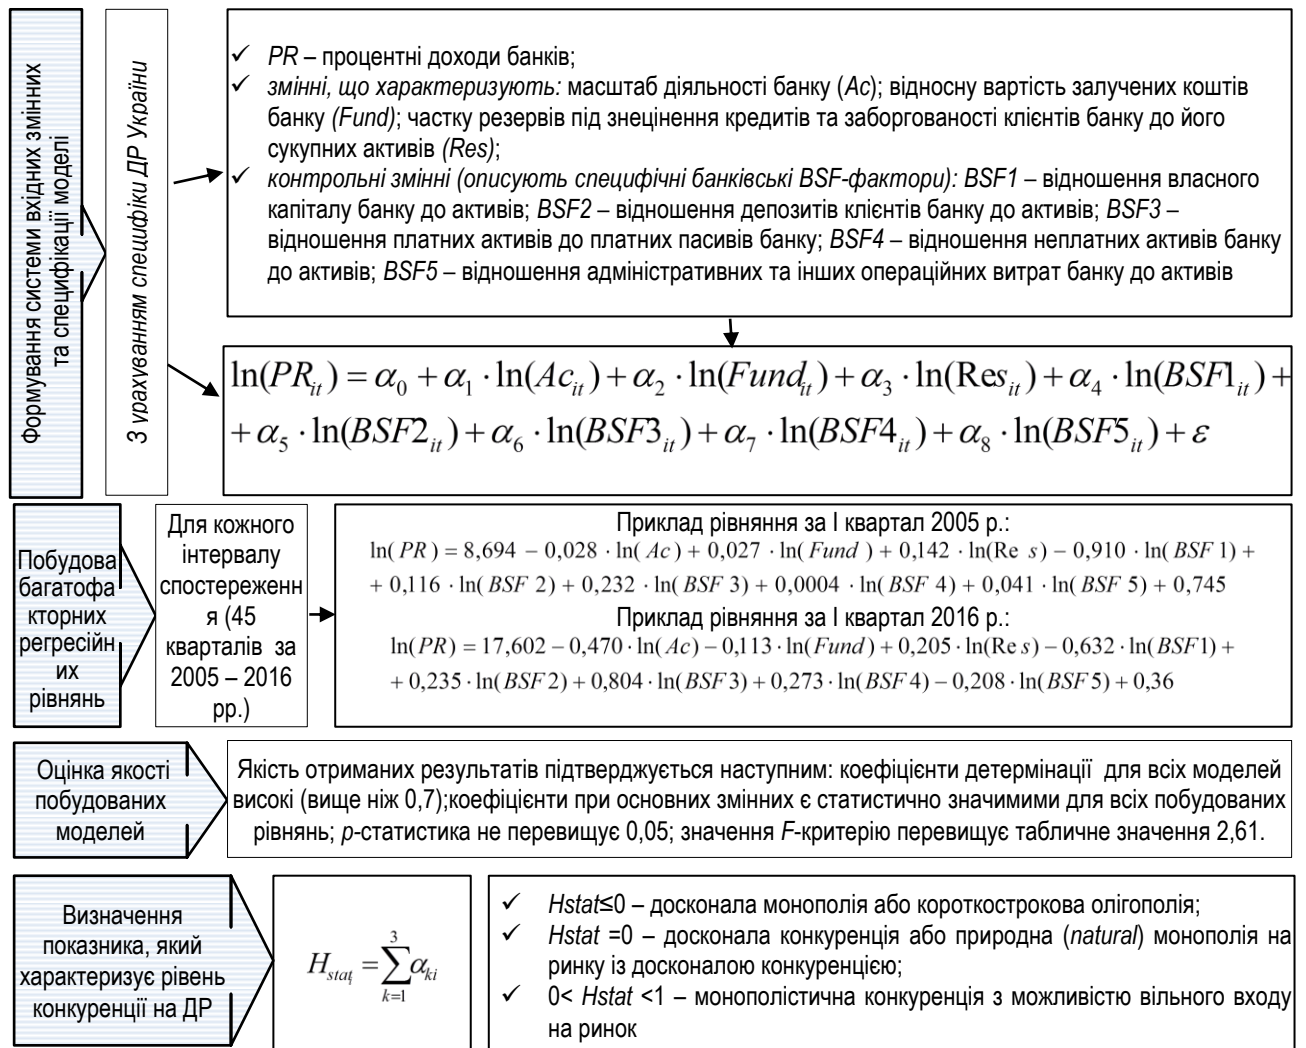 Формування системи вхідних змінних
та специфікації моделі
З урахуванням специфіки ДР України
✓ PR – процентні доходи банків;
✓ змінні, що характеризують: масштаб діяльності банку (Ac); відносну вартість залучених коштів
банку (Fund); частку резервів під знецінення кредитів та заборгованості клієнтів банку до його
сукупних активів (Res);
✓ контрольні змінні (описують специфічні банківські BSF-фактори): BSF1 – відношення власного
капіталу банку до активів; BSF2 – відношення депозитів клієнтів банку до активів; BSF3 –
відношення платних активів до платних пасивів банку; BSF4 – відношення неплатних активів банку
до активів; BSF5 – відношення адміністративних та інших операційних витрат банку до активів
ln(PR_it) = α_0 + α_1 · ln(Ac_it) + α_2 · ln(Fund_it) + α_3 · ln(Res_it) + α_4 · ln(BSF1_it) +
+ α_5 · ln(BSF2_it) + α_6 · ln(BSF3_it) + α_7 · ln(BSF4_it) + α_8 · ln(BSF5_it) + ε
Побудова
багатофа
кторних
регресійн
их
рівнянь
Для кожного
інтервалу
спостереженн
я (45
кварталів за
2005 – 2016
рр.)
Приклад рівняння за І квартал 2005 р.:
ln(PR) = 8,694 − 0,028 · ln(Ac) + 0,027 · ln(Fund) + 0,142 · ln(Re s) − 0,910 · ln(BSF 1) +
+ 0,116 · ln(BSF 2) + 0,232 · ln(BSF 3) + 0,0004 · ln(BSF 4) + 0,041 · ln(BSF 5) + 0,745
Приклад рівняння за І квартал 2016 р.:
ln(PR) = 17,602 − 0,470 · ln(Ac) − 0,113 · ln(Fund) + 0,205 · ln(Re s) − 0,632 · ln(BSF1) +
+ 0,235 · ln(BSF2) + 0,804 · ln(BSF3) + 0,273 · ln(BSF4) − 0,208 · ln(BSF5) + 0,36
Оцінка якості
побудованих
моделей
Якість отриманих результатів підтверджується наступним: коефіцієнти детермінації для всіх моделей
високі (вище ніж 0,7);коефіцієнти при основних змінних є статистично значимими для всіх побудованих
рівнянь; p-статистика не перевищує 0,05; значення F-критерію перевищує табличне значення 2,61.
Визначення
показника, який
характеризує рівень
конкуренції на ДР
H_stat_i = ∑_{k=1}^{3} α_ki
✓ Hstat≤0 – досконала монополія або короткострокова олігополія;
✓ Hstat =0 – досконала конкуренція або природна (natural) монополія на
ринку із досконалою конкуренцією;
✓ 0< Hstat <1 – монополістична конкуренція з можливістю вільного входу
на ринок